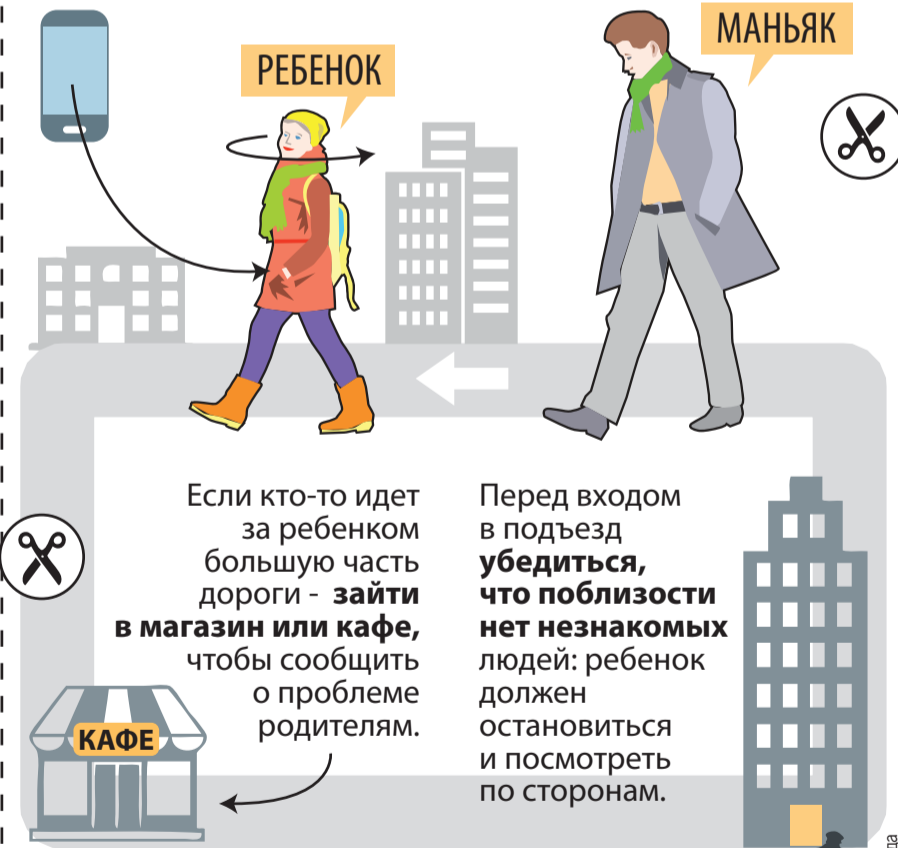 РЕБЕНОК
МАНЬЯК
Если кто-то идет
за ребенком
большую часть
дороги - зайти
в магазин или кафе,
чтобы сообщить
о проблеме
родителям.
Перед входом
в подъезд
убедиться,
что поблизости
нет незнакомых
людей: ребенок
должен
остановиться
и посмотреть
по сторонам.
КАФЕ